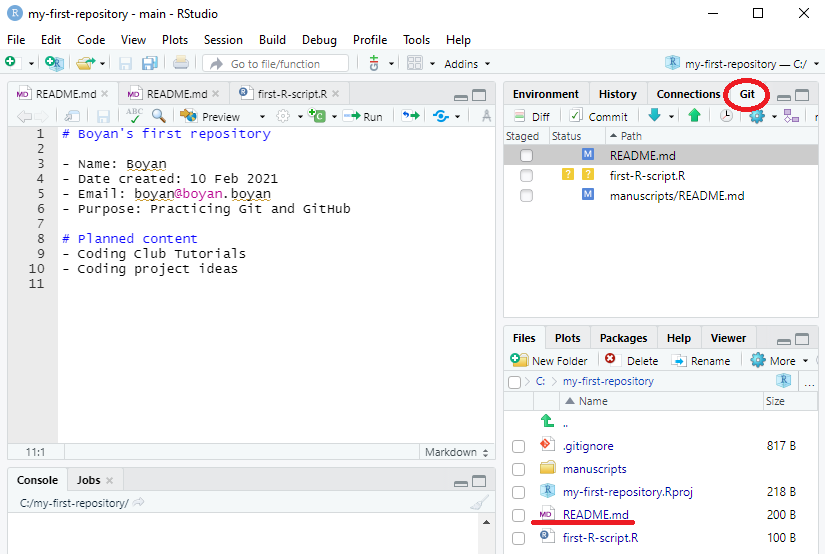 my-first-repository - main - RStudio
File Edit Code View Plots Session Build Debug Profile Tools Help
Go to file/function Addins my-first-repository — C:/
README.md README.md first-R-script.R
Preview Run
1 # Boyan's first repository
2
3 - Name: Boyan
4 - Date created: 10 Feb 2021
5 - Email: boyan@boyan.boyan
6 - Purpose: Practicing Git and GitHub
7
8 # Planned content
9 - Coding Club Tutorials
10 - Coding project ideas
11
11:1 Markdown
Console Jobs
C:/my-first-repository/
Environment History Connections Git
Diff Commit
Staged Status Path
M README.md
? ? first-R-script.R
M manuscripts/README.md
Files Plots Packages Help Viewer
New Folder Delete Rename More
C: my-first-repository ...
Name Size
..
.gitignore 817 B
manuscripts
my-first-repository.Rproj 218 B
MD README.md 200 B
first-R-script.R 100 B